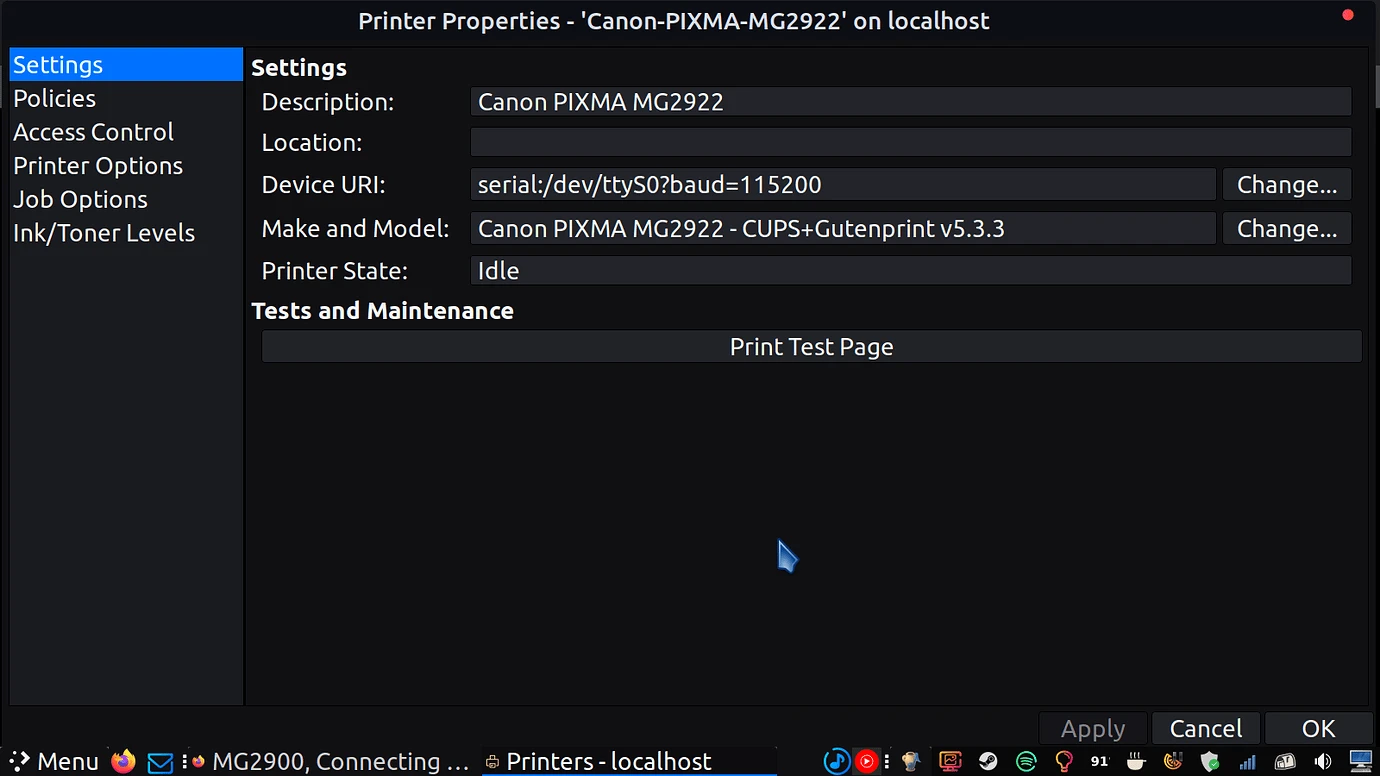 Printer Properties - 'Canon-PIXMA-MG2922' on localhost
Settings
Policies
Access Control
Printer Options
Job Options
Ink/Toner Levels
Settings
Description: Canon PIXMA MG2922
Location:
Device URI: serial:/dev/ttyS0?baud=115200 Change...
Make and Model: Canon PIXMA MG2922 - CUPS+Gutenprint v5.3.3 Change...
Printer State: Idle
Tests and Maintenance
Print Test Page
Apply Cancel OK
Menu MG2900, Connecting ... Printers - localhost 91°